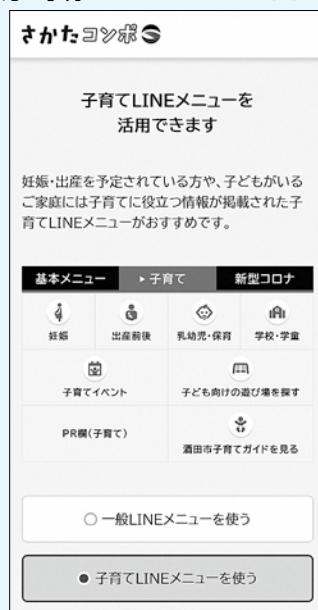 さかたコンポ
子育てLINEメニューを
活用できます
妊娠・出産を予定されている方や、子どもがいる
ご家庭には子育てに役立つ情報が掲載された子
育てLINEメニューがおすすめです。
基本メニュー ▸子育て 新型コロナ
妊娠 出産前後 乳幼児・保育 学校・学童
子育てイベント 子ども向けの遊び場を探す
PR欄(子育て) 酒田市子育てガイドを見る
一般LINEメニューを使う
子育てLINEメニューを使う